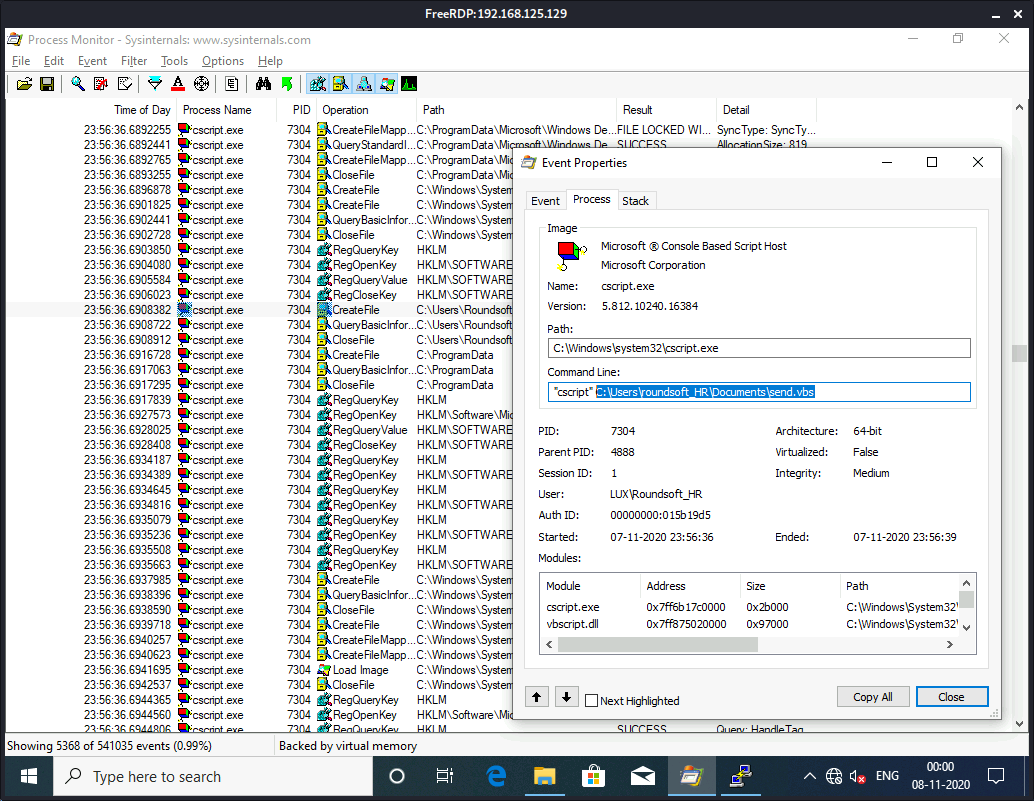 FreeRDP: 192.168.125.129
Process Monitor - Sysinternals: www.sysinternals.com
File Edit Event Filter Tools Options Help
Time of Day Process Name PID Operation Path Result Detail
23:56:36.6892255 cscript.exe 7304 CreateFileMapp... C:\ProgramData\Microsoft\Windows De... FILE LOCKED WI... SyncType: SyncTy...
23:56:36.6892441 cscript.exe 7304 QueryStandardI... C:\ProgramData\Microsoft\Windows De... SUCCESS AllocationSize: 819
23:56:36.6892765 cscript.exe 7304 CreateFileMapp... C:\ProgramData\M
23:56:36.6893255 cscript.exe 7304 CloseFile C:\ProgramData\M
23:56:36.6896878 cscript.exe 7304 CreateFile C:\Windows\System
23:56:36.6901825 cscript.exe 7304 CreateFile C:\Windows\System
23:56:36.6902441 cscript.exe 7304 QueryBasicInfor... C:\Windows\System
23:56:36.6902728 cscript.exe 7304 CloseFile C:\Windows\System
23:56:36.6903850 cscript.exe 7304 RegQueryKey HKLM
23:56:36.6904080 cscript.exe 7304 RegOpenKey HKLM\SOFTWARE
23:56:36.6905584 cscript.exe 7304 RegQueryValue HKLM\SOFTWARE
23:56:36.6906023 cscript.exe 7304 RegCloseKey HKLM\SOFTWARE
23:56:36.6908382 cscript.exe 7304 CreateFile C:\Users\Roundsoft
23:56:36.6908722 cscript.exe 7304 QueryBasicInfor... C:\Users\Roundsoft
23:56:36.6908912 cscript.exe 7304 CloseFile C:\Users\Roundsoft
23:56:36.6916728 cscript.exe 7304 CreateFile C:\ProgramData
23:56:36.6917063 cscript.exe 7304 QueryBasicInfor... C:\ProgramData
23:56:36.6917295 cscript.exe 7304 CloseFile C:\ProgramData
23:56:36.6917839 cscript.exe 7304 RegQueryKey HKLM
23:56:36.6927573 cscript.exe 7304 RegOpenKey HKLM\Software\Mic
23:56:36.6928025 cscript.exe 7304 RegQueryValue HKLM\SOFTWARE
23:56:36.6928408 cscript.exe 7304 RegCloseKey HKLM\SOFTWARE
23:56:36.6934187 cscript.exe 7304 RegQueryKey HKLM
23:56:36.6934389 cscript.exe 7304 RegOpenKey HKLM\SOFTWARE
23:56:36.6934645 cscript.exe 7304 RegQueryKey HKLM
23:56:36.6934816 cscript.exe 7304 RegOpenKey HKLM\SOFTWARE
23:56:36.6935079 cscript.exe 7304 RegQueryKey HKLM
23:56:36.6935236 cscript.exe 7304 RegOpenKey HKLM\SOFTWARE
23:56:36.6935508 cscript.exe 7304 RegQueryKey HKLM
23:56:36.6935663 cscript.exe 7304 RegOpenKey HKLM\SOFTWARE
23:56:36.6937985 cscript.exe 7304 CreateFile C:\Windows\System
23:56:36.6938396 cscript.exe 7304 QueryBasicInfor... C:\Windows\System
23:56:36.6938590 cscript.exe 7304 CloseFile C:\Windows\System
23:56:36.6939718 cscript.exe 7304 CreateFile C:\Windows\System
23:56:36.6940257 cscript.exe 7304 CreateFileMapp... C:\Windows\System
23:56:36.6940623 cscript.exe 7304 CreateFileMapp... C:\Windows\System
23:56:36.6941695 cscript.exe 7304 Load Image C:\Windows\System
23:56:36.6942537 cscript.exe 7304 CloseFile C:\Windows\System
23:56:36.6944365 cscript.exe 7304 RegQueryKey HKLM
23:56:36.6944560 cscript.exe 7304 RegOpenKey HKLM\Software\Mic
23:56:36.6944806 cscript.exe 7304 RegQueryKey HKLM SUCCESS Query: HandleTag
Showing 5368 of 541035 events (0.99%) Backed by virtual memory
Event Properties
Event Process Stack
Image
Microsoft ® Console Based Script Host
Microsoft Corporation
Name: cscript.exe
Version: 5.812.10240.16384
Path:
C:\Windows\system32\cscript.exe
Command Line:
"cscript" C:\Users\roundsoft_HR\Documents\send.vbs
PID: 7304 Architecture: 64-bit
Parent PID: 4888 Virtualized: False
Session ID: 1 Integrity: Medium
User: LUX\Roundsoft_HR
Auth ID: 00000000:015b19d5
Started: 07-11-2020 23:56:36 Ended: 07-11-2020 23:56:39
Modules:
Module Address Size Path
cscript.exe 0x7ff6b17c0000 0x2b000 C:\Windows\System32\
vbscript.dll 0x7ff875020000 0x97000 C:\Windows\System32\
Next Highlighted Copy All Close
Type here to search
ENG 00:00
08-11-2020